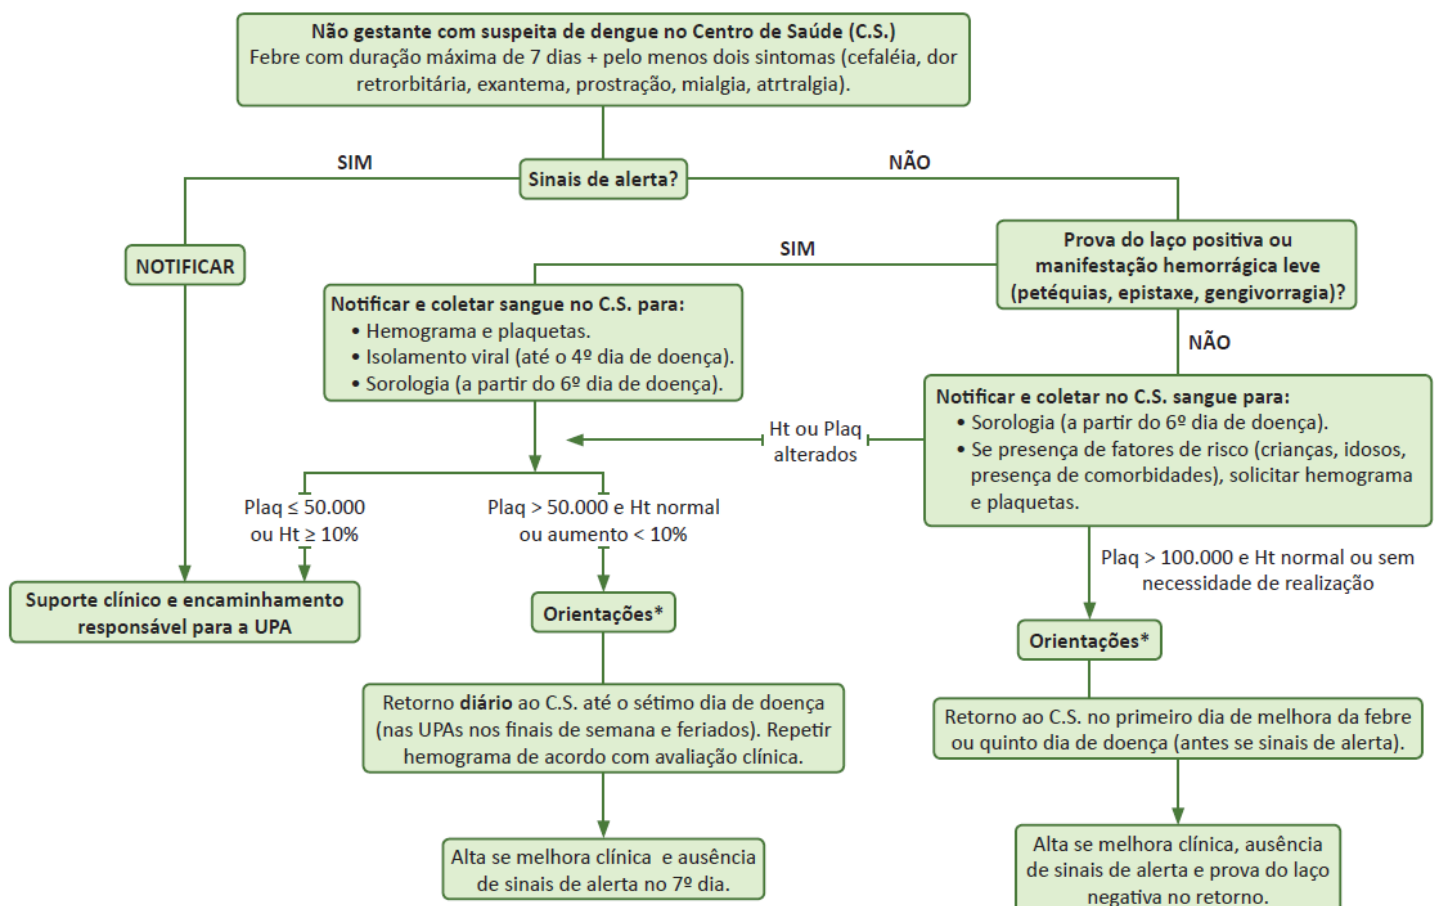 Não gestante com suspeita de dengue no Centro de Saúde (C.S.)
Febre com duração máxima de 7 dias + pelo menos dois sintomas (cefaléia, dor
retrorbitária, exantema, prostração, mialgia, atrtralgia).
SIM
Sinais de alerta?
NÃO
NOTIFICAR
SIM
Prova do laço positiva ou
manifestação hemorrágica leve
(petéquias, epistaxe, gengivorragia)?
Notificar e coletar sangue no C.S. para:
• Hemograma e plaquetas.
• Isolamento viral (até o 4º dia de doença).
• Sorologia (a partir do 6º dia de doença).
NÃO
Notificar e coletar no C.S. sangue para:
• Sorologia (a partir do 6º dia de doença).
• Se presença de fatores de risco (crianças, idosos,
presença de comorbidades), solicitar hemograma
e plaquetas.
Ht ou Plaq
alterados
Plaq ≤ 50.000
ou Ht ≥ 10%
Plaq > 50.000 e Ht normal
ou aumento < 10%
Plaq > 100.000 e Ht normal ou sem
necessidade de realização
Suporte clínico e encaminhamento
responsável para a UPA
Orientações*
Orientações*
Retorno diário ao C.S. até o sétimo dia de doença
(nas UPAs nos finais de semana e feriados). Repetir
hemograma de acordo com avaliação clínica.
Retorno ao C.S. no primeiro dia de melhora da febre
ou quinto dia de doença (antes se sinais de alerta).
Alta se melhora clínica e ausência
de sinais de alerta no 7º dia.
Alta se melhora clínica, ausência
de sinais de alerta e prova do laço
negativa no retorno.